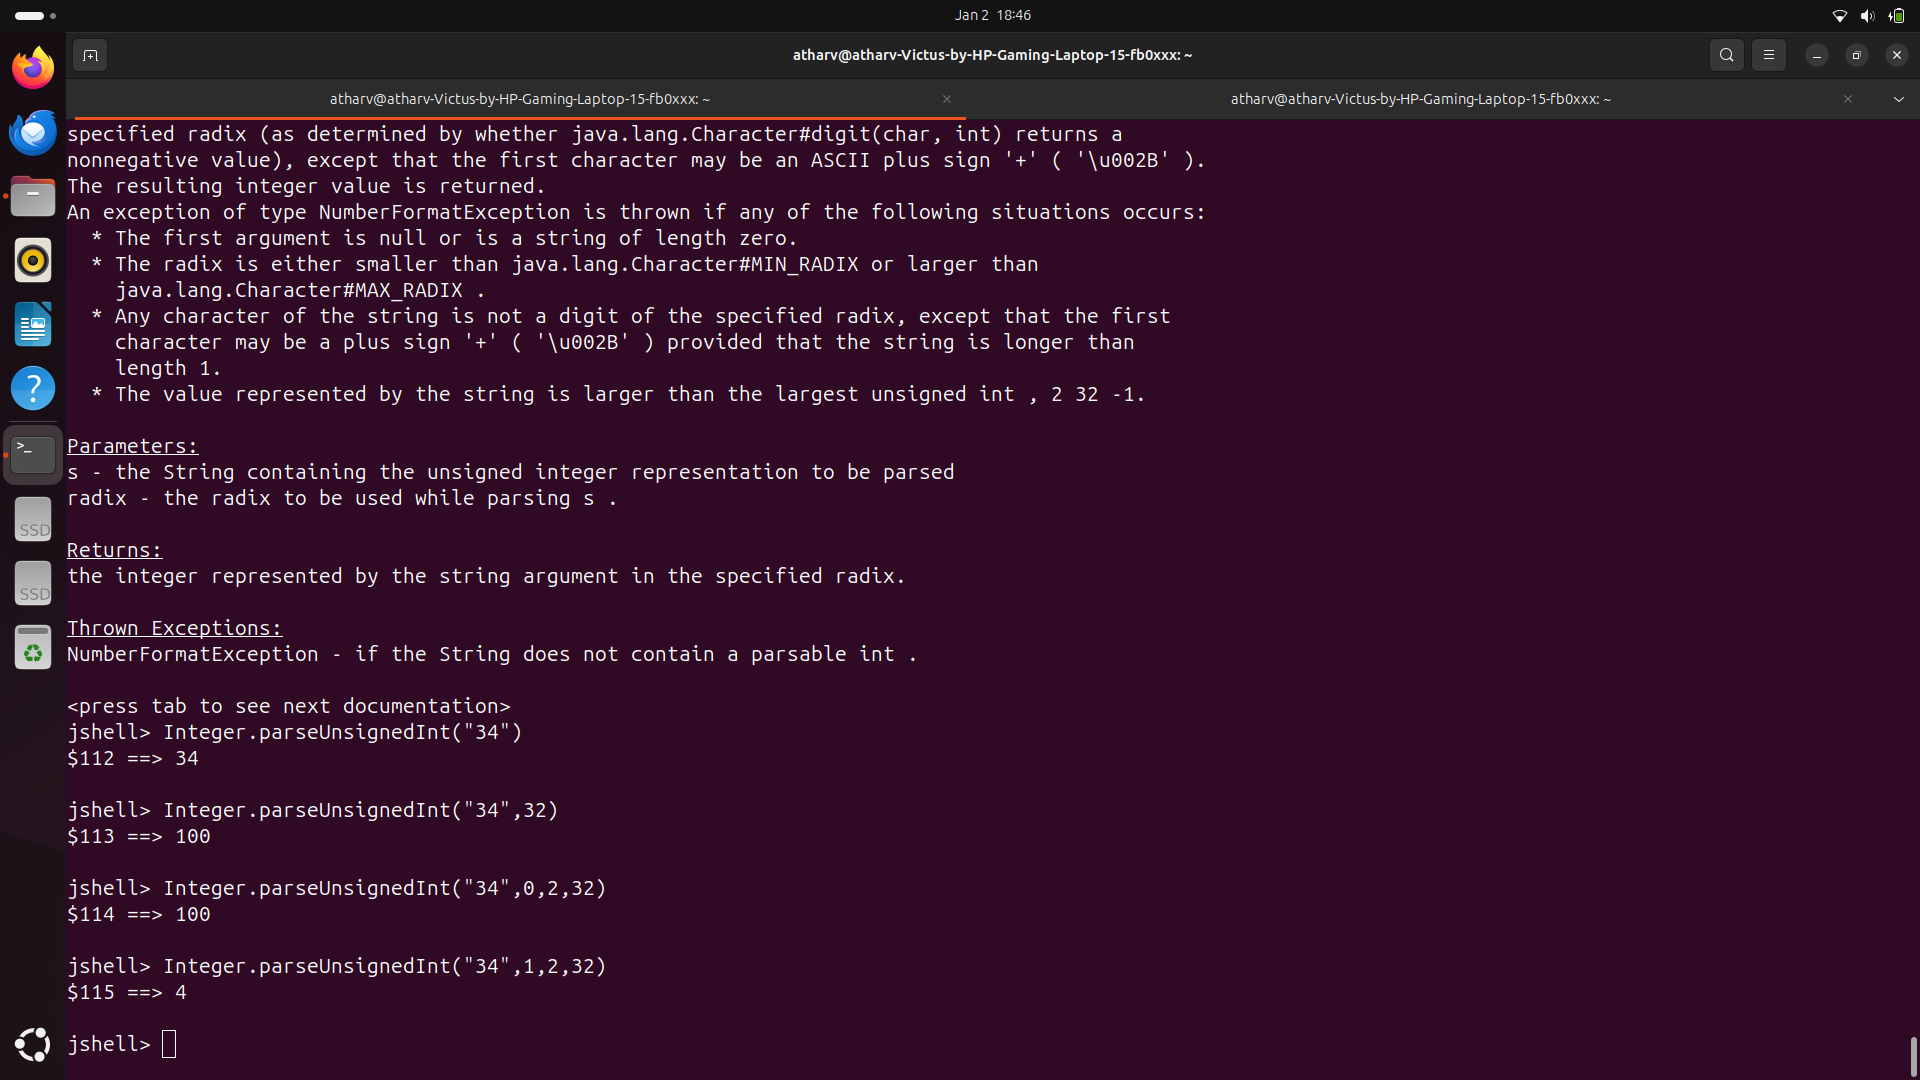 Jan 2 18:46
atharv@atharv-Victus-by-HP-Gaming-Laptop-15-fb0xxx: ~
atharv@atharv-Victus-by-HP-Gaming-Laptop-15-fb0xxx: ~
atharv@atharv-Victus-by-HP-Gaming-Laptop-15-fb0xxx: ~
specified radix (as determined by whether java.lang.Character#digit(char, int) returns a
nonnegative value), except that the first character may be an ASCII plus sign '+' ( '\u002B' ).
The resulting integer value is returned.
An exception of type NumberFormatException is thrown if any of the following situations occurs:
* The first argument is null or is a string of length zero.
* The radix is either smaller than java.lang.Character#MIN_RADIX or larger than
java.lang.Character#MAX_RADIX .
* Any character of the string is not a digit of the specified radix, except that the first
character may be a plus sign '+' ( '\u002B' ) provided that the string is longer than
length 1.
* The value represented by the string is larger than the largest unsigned int , 2 32 -1.
Parameters:
s - the String containing the unsigned integer representation to be parsed
radix - the radix to be used while parsing s .
Returns:
the integer represented by the string argument in the specified radix.
Thrown Exceptions:
NumberFormatException - if the String does not contain a parsable int .
<press tab to see next documentation>
jshell> Integer.parseUnsignedInt("34")
$112 ==> 34
jshell> Integer.parseUnsignedInt("34",32)
$113 ==> 100
jshell> Integer.parseUnsignedInt("34",0,2,32)
$114 ==> 100
jshell> Integer.parseUnsignedInt("34",1,2,32)
$115 ==> 4
jshell>
?
>_
SSD
SSD